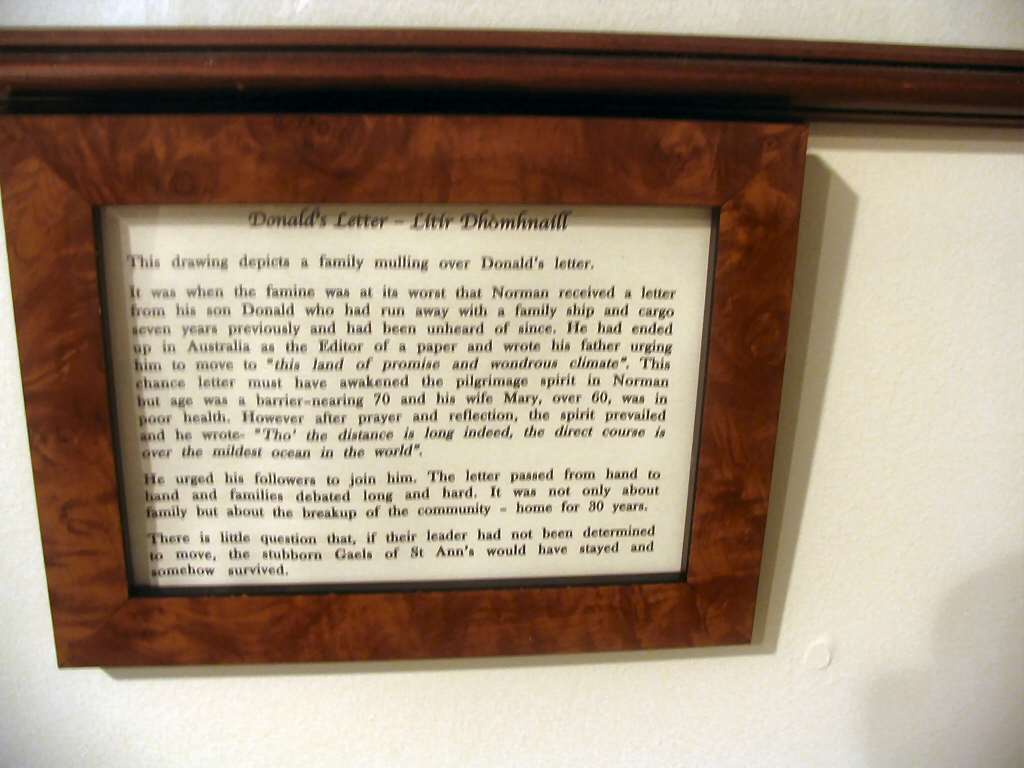 Donald's Letter - Litir Dhòmhnaill
This drawing depicts a family mulling over Donald's letter.
It was when the famine was at its worst that Norman received a letter
from his son Donald who had run away with a family ship and cargo
seven years previously and had been unheard of since. He had ended
up in Australia as the Editor of a paper and wrote his father urging
him to move to "this land of promise and wondrous climate". This
chance letter must have awakened the pilgrimage spirit in Norman
but age was a barrier-nearing 70 and his wife Mary, over 60, was in
poor health. However after prayer and reflection, the spirit prevailed
and he wrote- "Tho' the distance is long indeed, the direct course is
over the mildest ocean in the world".
He urged his followers to join him. The letter passed from hand to
hand and families debated long and hard. It was not only about
family but about the breakup of the community - home for 30 years.
There is little question that, if their leader had not been determined
to move, the stubborn Gaels of St Ann's would have stayed and
somehow survived.